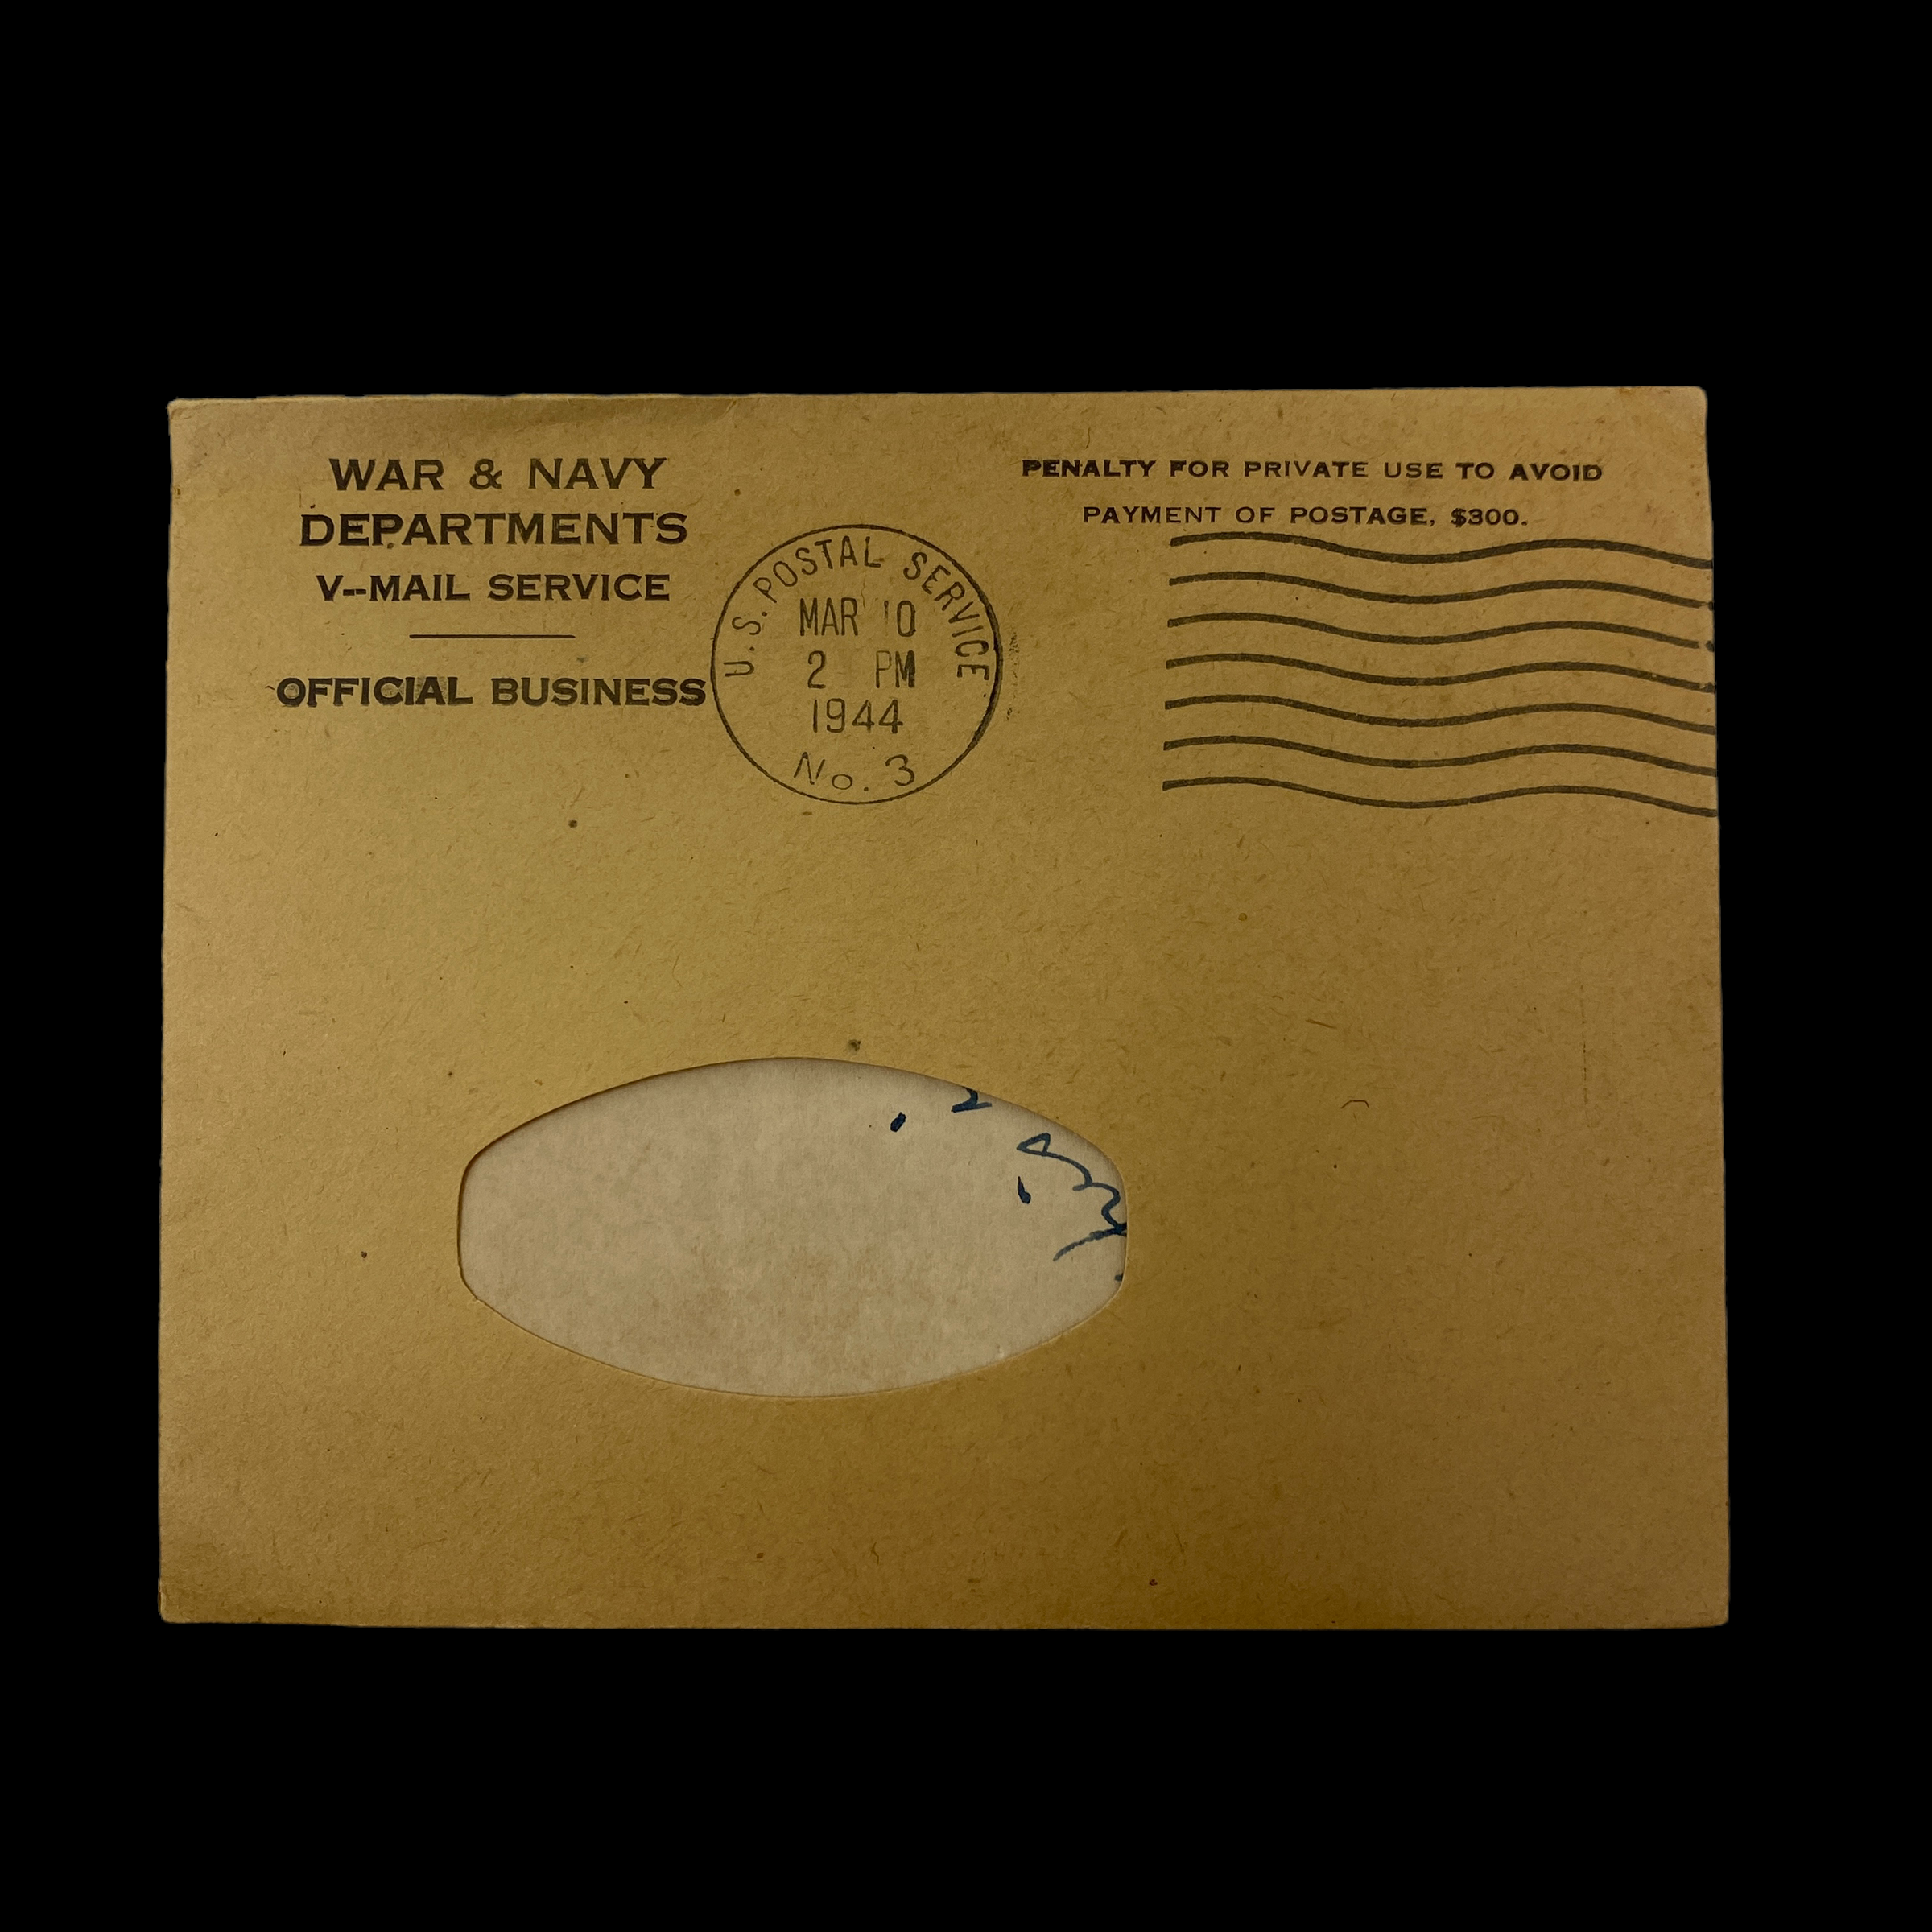 WAR & NAVY
DEPARTMENTS
V--MAIL SERVICE
OFFICIAL BUSINESS
U.S. POSTAL SERVICE
MAR 10
2 PM
1944
No. 3
PENALTY FOR PRIVATE USE TO AVOID
PAYMENT OF POSTAGE, $300.